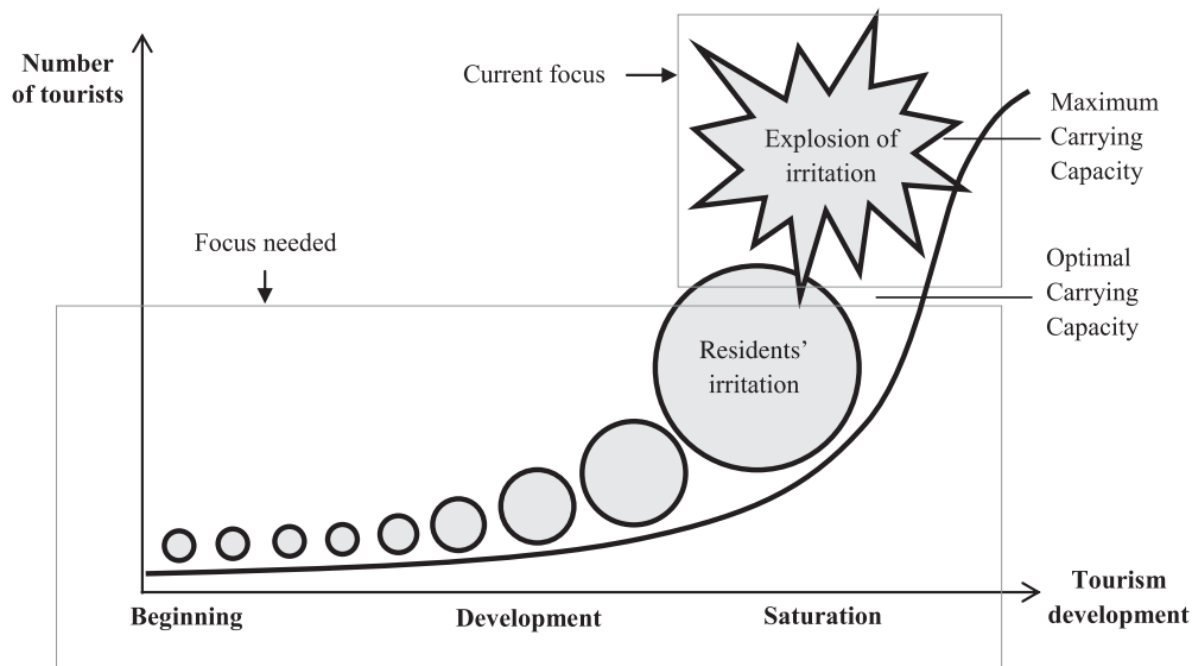 Number
of tourists
Current focus
Maximum
Carrying
Capacity
Explosion of
irritation
Focus needed
Optimal
Carrying
Capacity
Residents’
irritation
Tourism
development
Beginning
Development
Saturation